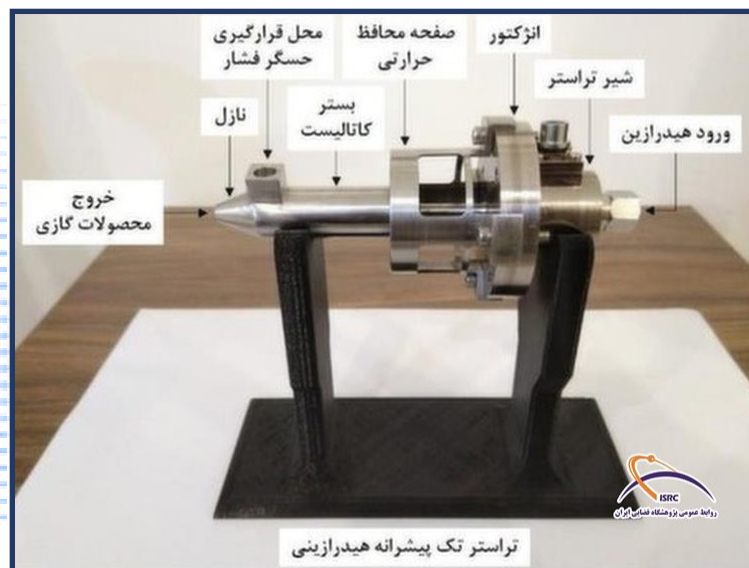 انژکتور
صفحه محافظ
حرارتی
محل قرارگیری
حسگر فشار
شیر تراستر
بستر
کاتالیست
نازل
ورود هیدرازین
خروج
محصولات گازی
ISRC
روابط عمومی پژوهشگاه فضایی ایران
تراستر تک پیشرانه هیدرازینی